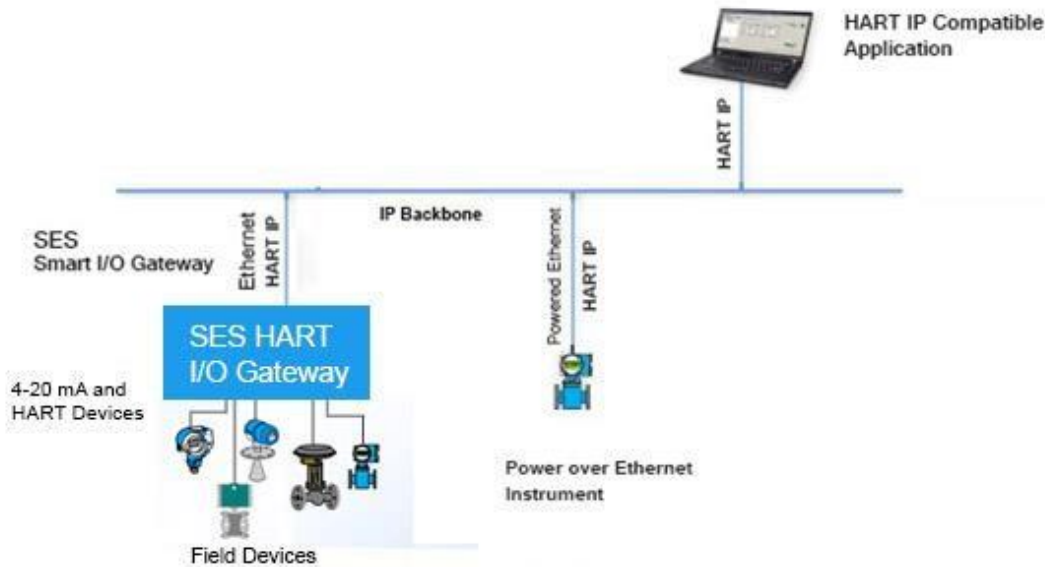 HART IP Compatible
Application
HART IP
IP Backbone
SES
Smart I/O Gateway
Ethernet
HART IP
Powered Ethernet
HART IP
SES HART
I/O Gateway
4-20 mA and
HART Devices
Power over Ethernet
Instrument
Field Devices